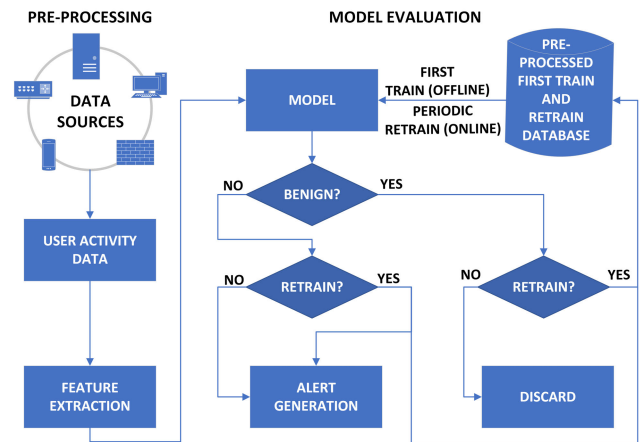 PRE-PROCESSING
DATA
SOURCES
USER ACTIVITY
DATA
FEATURE
EXTRACTION
MODEL EVALUATION
MODEL
FIRST
TRAIN (OFFLINE)
PERIODIC
RETRAIN (ONLINE)
PRE-
PROCESSED
FIRST TRAIN
AND
RETRAIN
DATABASE
NO
BENIGN?
YES
NO
RETRAIN?
YES
NO
RETRAIN?
YES
ALERT
GENERATION
DISCARD